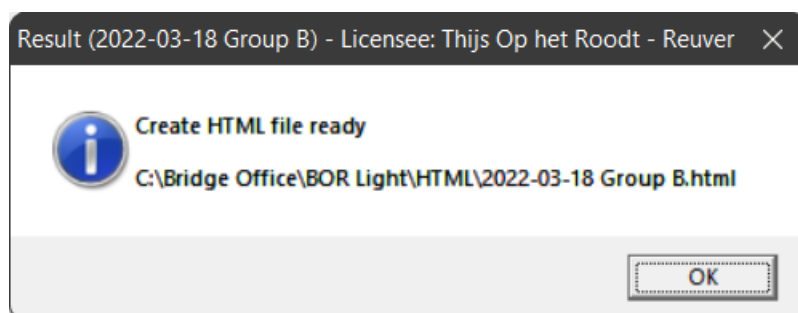 Result (2022-03-18 Group B) - Licensee: Thijs Op het Roodt - Reuver
Create HTML file ready
C:\Bridge Office\BOR Light\HTML\2022-03-18 Group B.html
OK